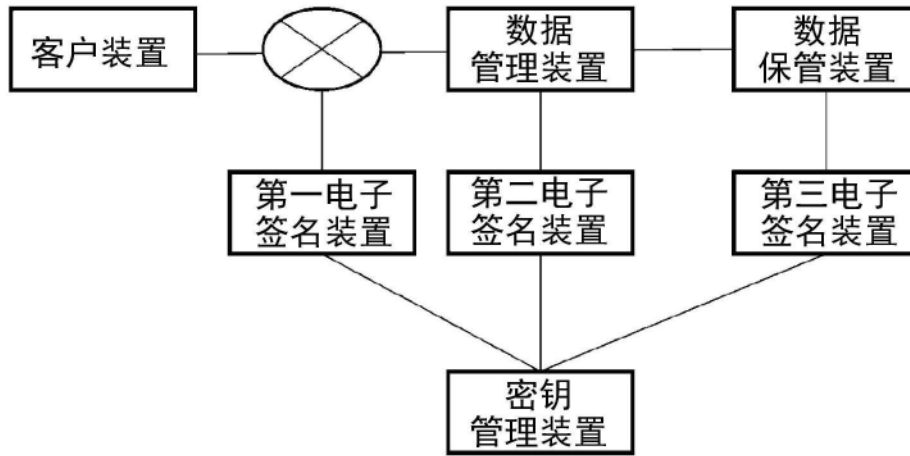 客户装置
数据
管理装置
数据
保管装置
第一电子
签名装置
第二电子
签名装置
第三电子
签名装置
密钥
管理装置